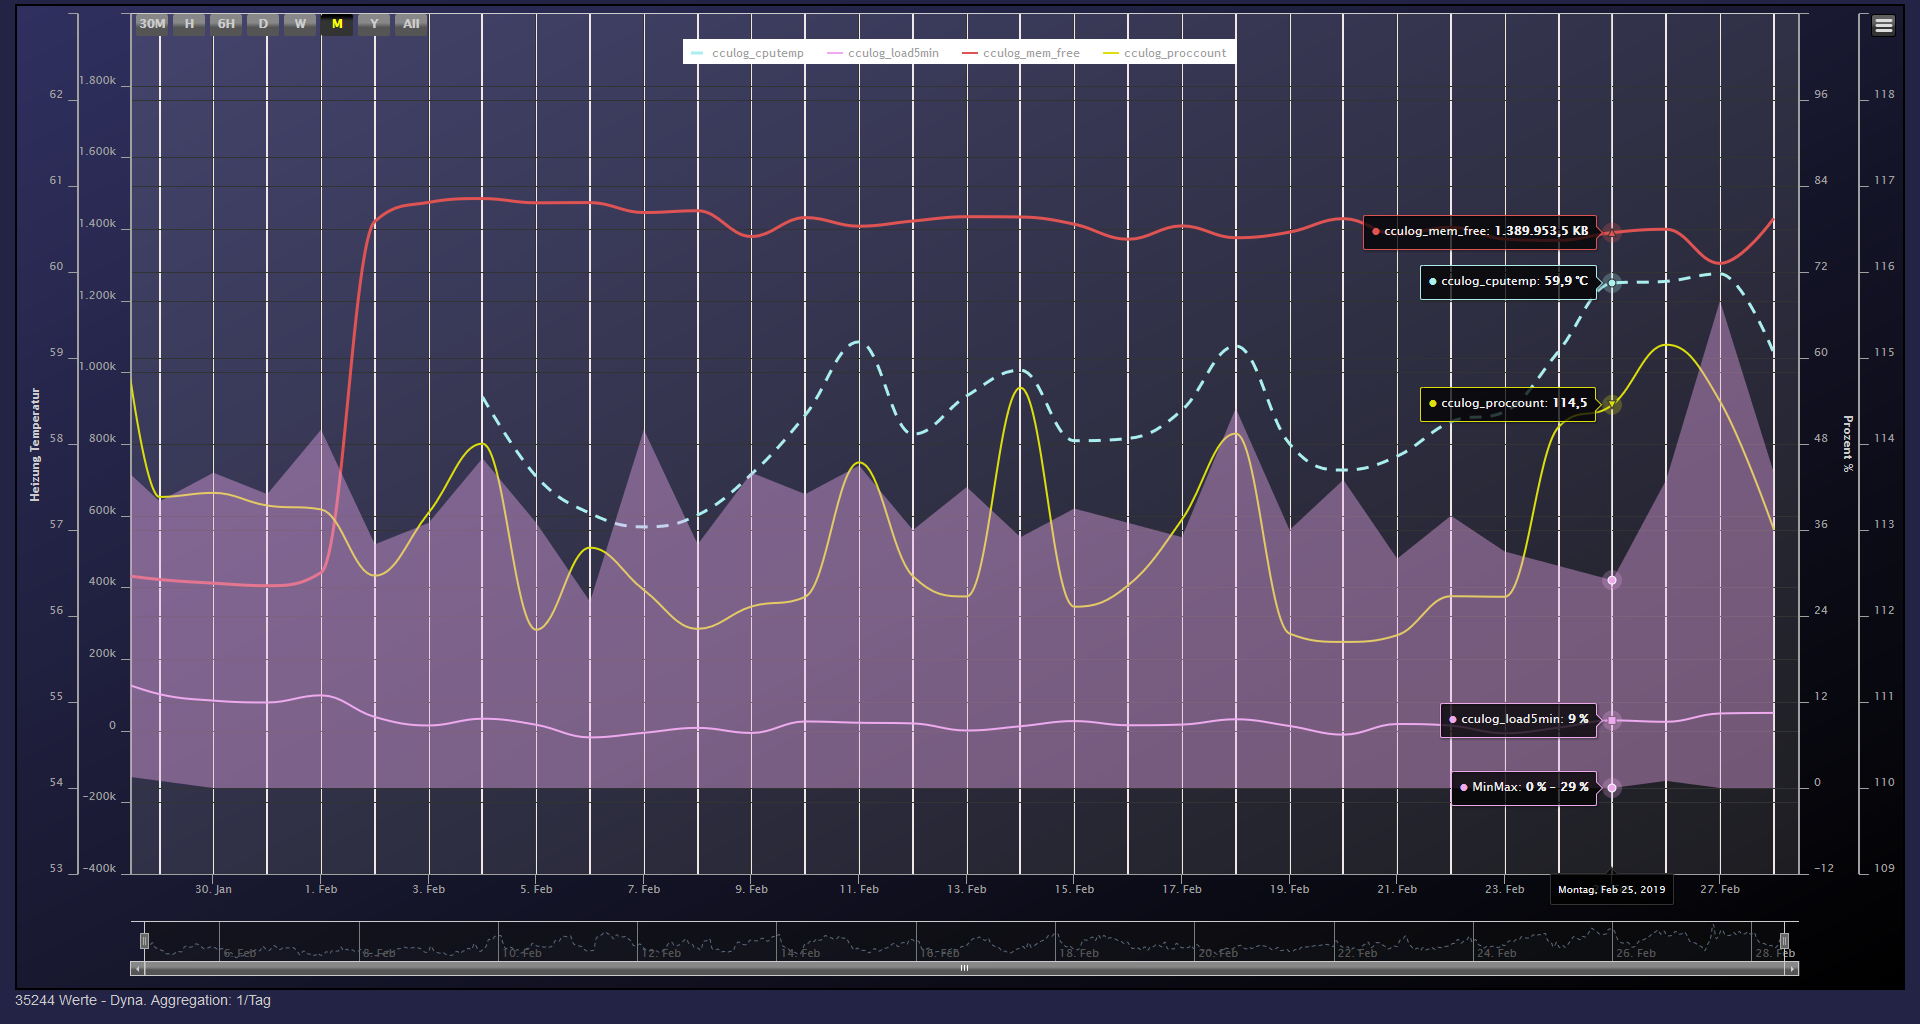 30M H 6H D W M Y All
cculog_cputemp cculog_load5min cculog_mem_free cculog_proccount
62 1.800k 96 118
1.600k
61 84 117
1.400k
cculog_mem_free: 1.389.953,5 KB
60 1.200k 72 116
cculog_cputemp: 59,9 °C
59 1.000k 60 115
cculog_proccount: 114,5
58 800k 48 114
Heizung Temperatur
Prozent %
57 600k 36 113
400k
56 24 112
200k
55 12 111
0
cculog_load5min: 9 %
54 -200k 0 110
MinMax: 0 % - 29 %
53 -400k -12 109
30. Jan 1. Feb 3. Feb 5. Feb 7. Feb 9. Feb 11. Feb 13. Feb 15. Feb 17. Feb 19. Feb 21. Feb 23. Feb Montag, Feb 25, 2019 27. Feb
6. Feb 8. Feb 10. Feb 12. Feb 14. Feb 16. Feb 18. Feb 20. Feb 22. Feb 24. Feb 26. Feb 28. Feb
35244 Werte - Dyna. Aggregation: 1/Tag